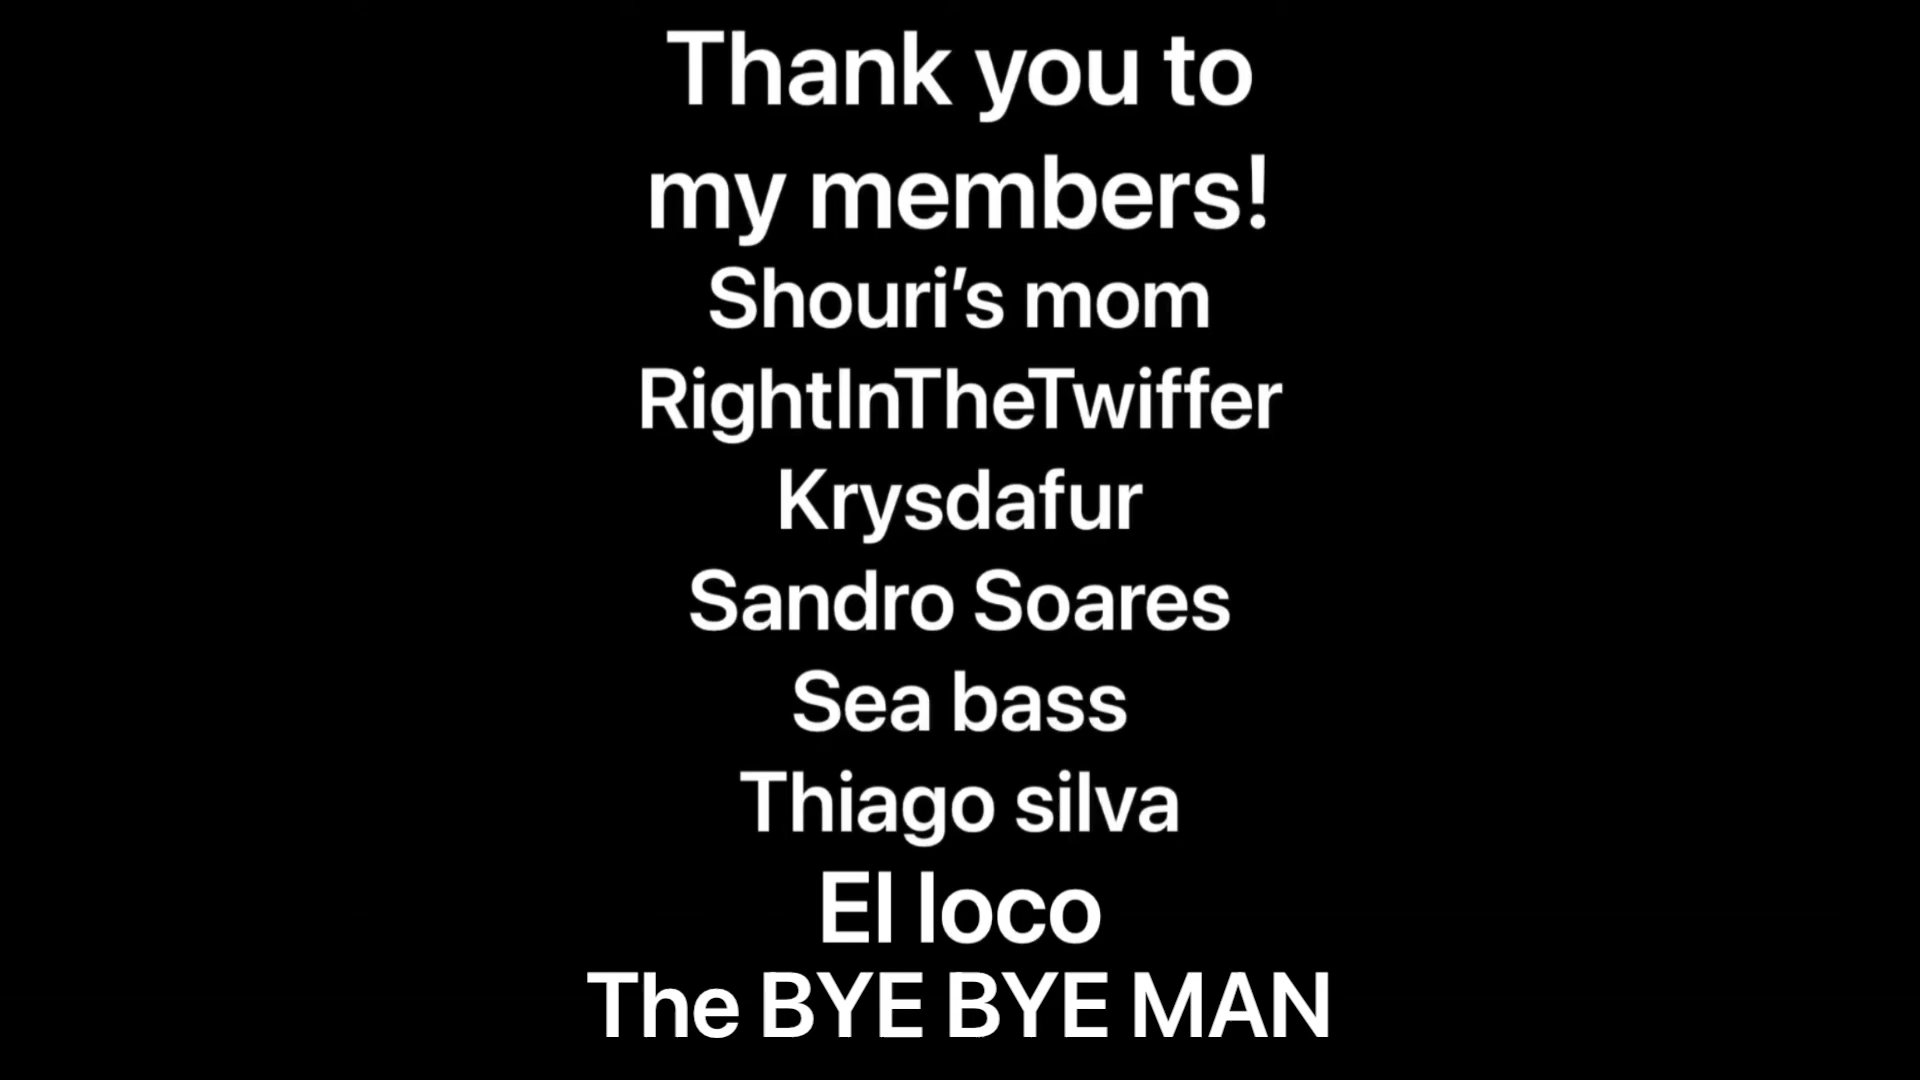 Thank you to
my members!
Shouri’s mom
RightInTheTwiffer
Krysdafur
Sandro Soares
Sea bass
Thiago silva
El loco
The BYE BYE MAN